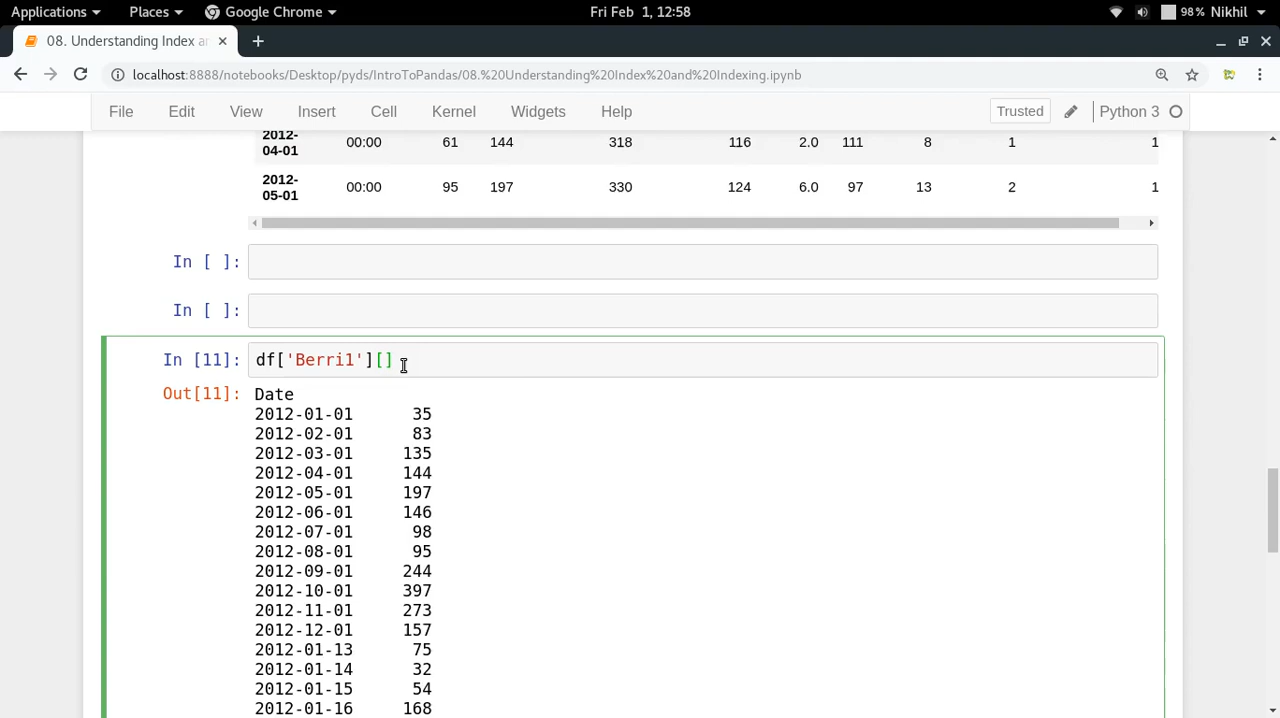 Applications Places Google Chrome Fri Feb 1, 12:58 98% Nikhil
08. Understanding Index an
localhost:8888/notebooks/Desktop/pyds/IntroToPandas/08.%20Understanding%20Index%20and%20Indexing.ipynb
File Edit View Insert Cell Kernel Widgets Help Trusted Python 3
2012-
04-01 00:00 61 144 318 116 2.0 111 8 1 1
2012-
05-01 00:00 95 197 330 124 6.0 97 13 2 1
In [ ]:
In [ ]:
In [11]: df['Berri1'][]
Out[11]: Date
2012-01-01 35
2012-02-01 83
2012-03-01 135
2012-04-01 144
2012-05-01 197
2012-06-01 146
2012-07-01 98
2012-08-01 95
2012-09-01 244
2012-10-01 397
2012-11-01 273
2012-12-01 157
2012-01-13 75
2012-01-14 32
2012-01-15 54
2012-01-16 168